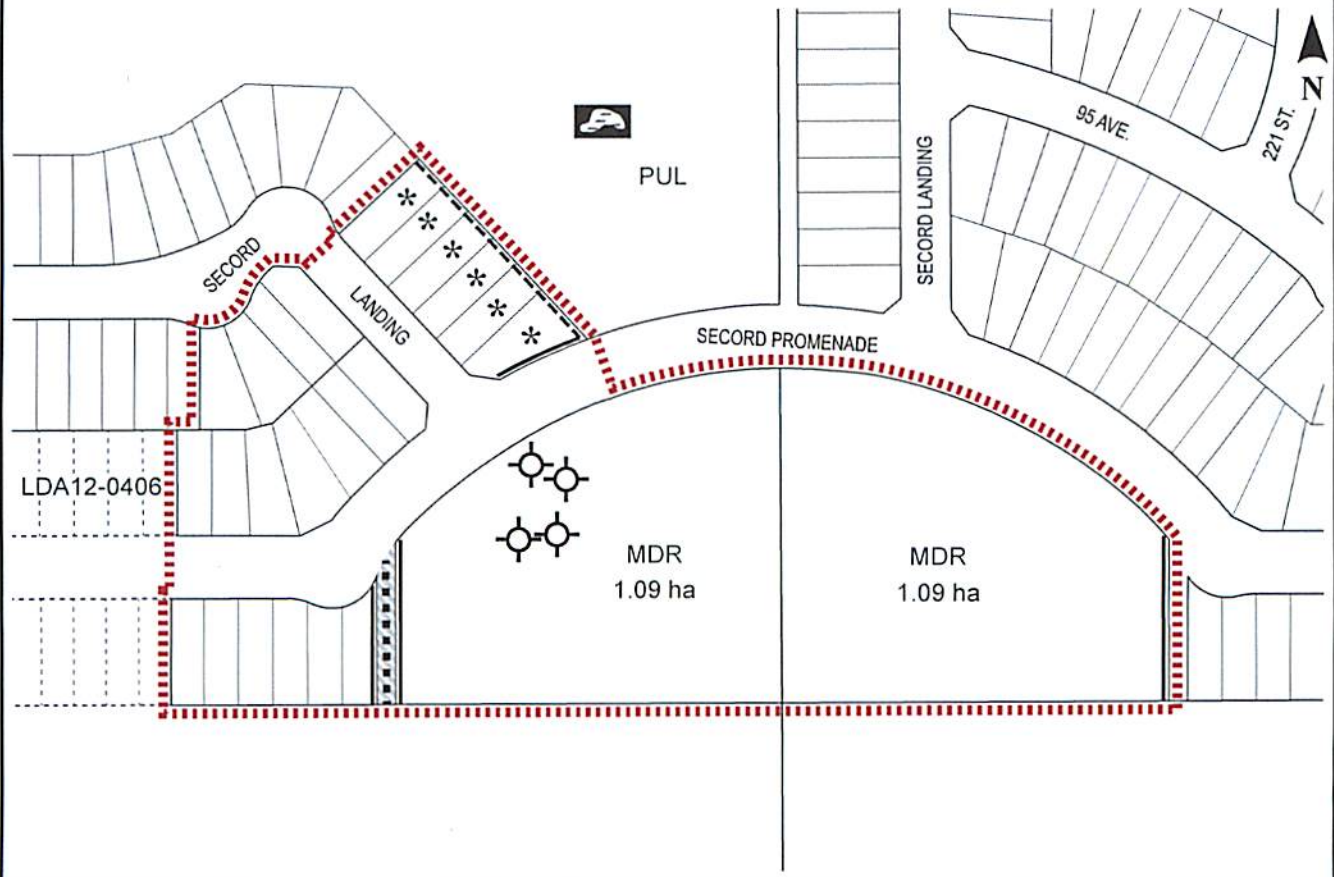 N
95 AVE.
221 ST.
PUL
SECOND LANDING
SECORD
LANDING
SECORD PROMENADE
LDA12-0406
MDR
1.09 ha
MDR
1.09 ha